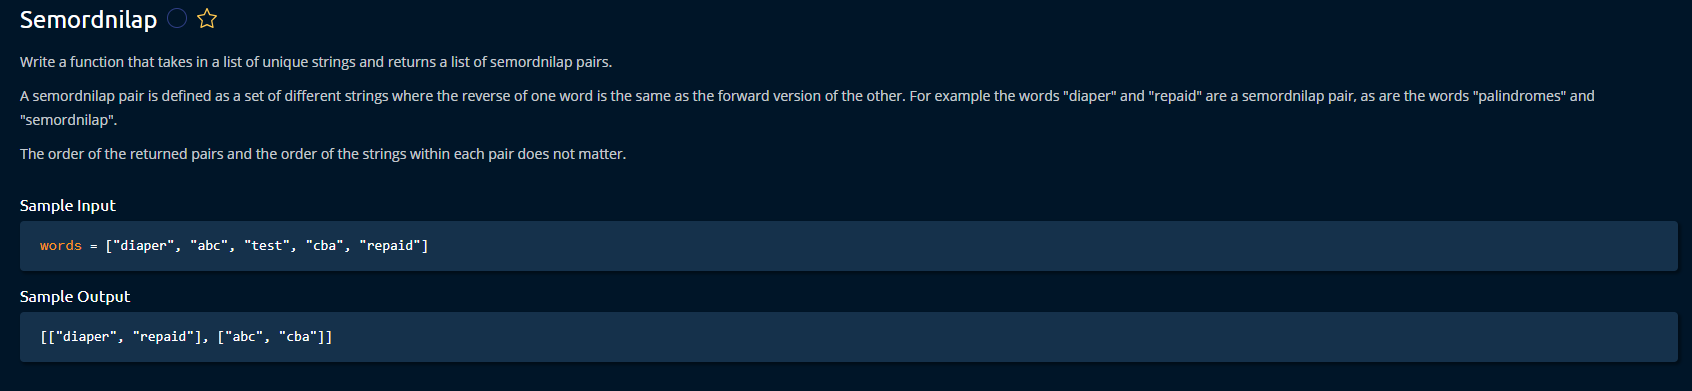 Semordnilap
Write a function that takes in a list of unique strings and returns a list of semordnilap pairs.
A semordnilap pair is defined as a set of different strings where the reverse of one word is the same as the forward version of the other. For example the words "diaper" and "repaid" are a semordnilap pair, as are the words "palindromes" and
"semordnilap".
The order of the returned pairs and the order of the strings within each pair does not matter.
Sample Input
words = ["diaper", "abc", "test", "cba", "repaid"]
Sample Output
[["diaper", "repaid"], ["abc", "cba"]]